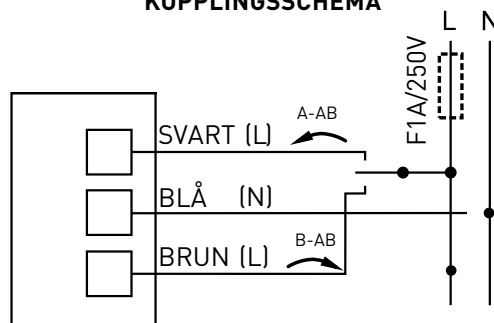 KOPPLINGSSCHEMA
L N
F1A/250V
A-AB
SVART (L)
BLÅ (N)
B-AB
BRUN (L)